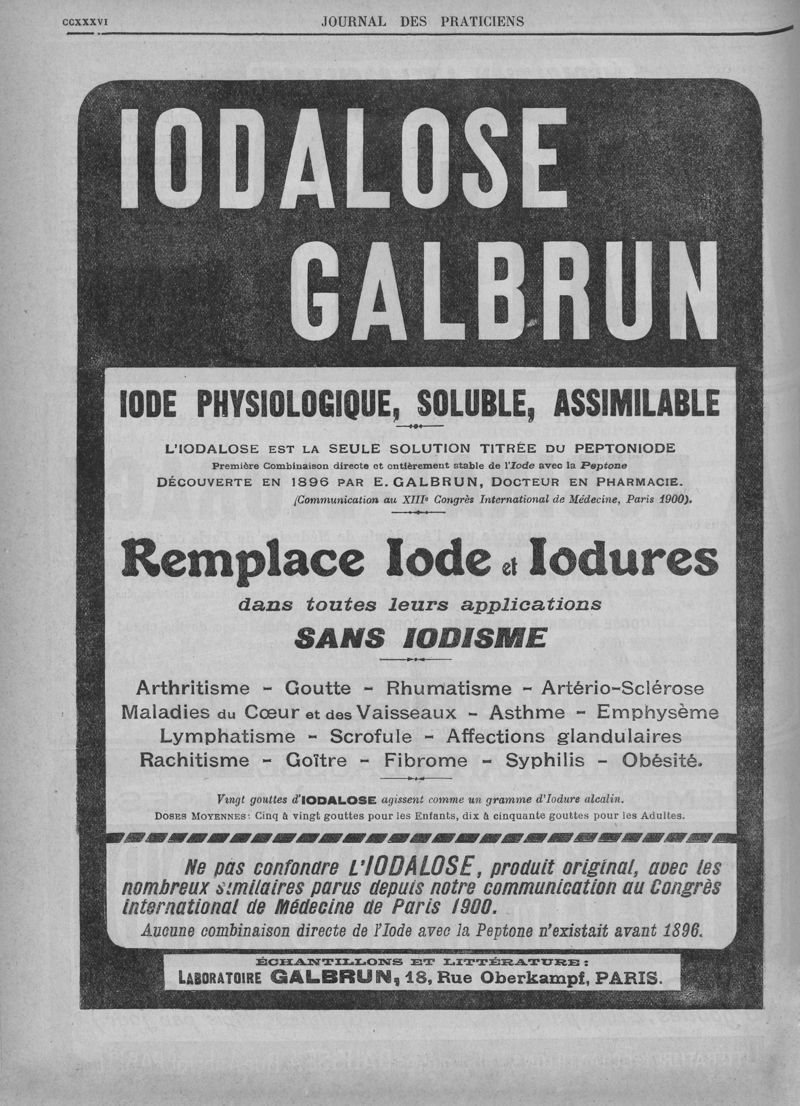 CCXXXVI
JOURNAL DES PRATICIENS
IODALOSE
GALBRUN
IODE PHYSIOLOGIQUE, SOLUBLE, ASSIMILABLE
L'IODALOSE EST LA SEULE SOLUTION TITRÉE DU PEPTONIODE
Première Combinaison directe et entièrement stable de l'Iode avec la Peptone
DÉCOUVERTE EN 1896 PAR E. GALBRUN, DOCTEUR EN PHARMACIE.
(Communication au XIIIe Congrès International de Médecine, Paris 1900).
Remplace Iode et Iodures
dans toutes leurs applications
SANS IODISME
Arthritisme - Goutte - Rhumatisme - Artério-Sclérose
Maladies du Cœur et des Vaisseaux - Asthme - Emphysème
Lymphatisme - Scrofule - Affections glandulaires
Rachitisme - Goître - Fibrome - Syphilis - Obésité.
Vingt gouttes d'IODALOSE agissent comme un gramme d'Iodure alcalin.
DOSES MOYENNES: Cinq à vingt gouttes pour les Enfants, dix à cinquante gouttes pour les Adultes.
Ne pas confondre L'IODALOSE, produit original, avec les
nombreux similaires parus depuis notre communication au Congrès
international de Médecine de Paris 1900.
Aucune combinaison directe de l'Iode avec la Peptone n'existait avant 1896.
ÉCHANTILLONS ET LITTÉRATURE:
LABORATOIRE GALBRUN, 18, Rue Oberkampf, PARIS.